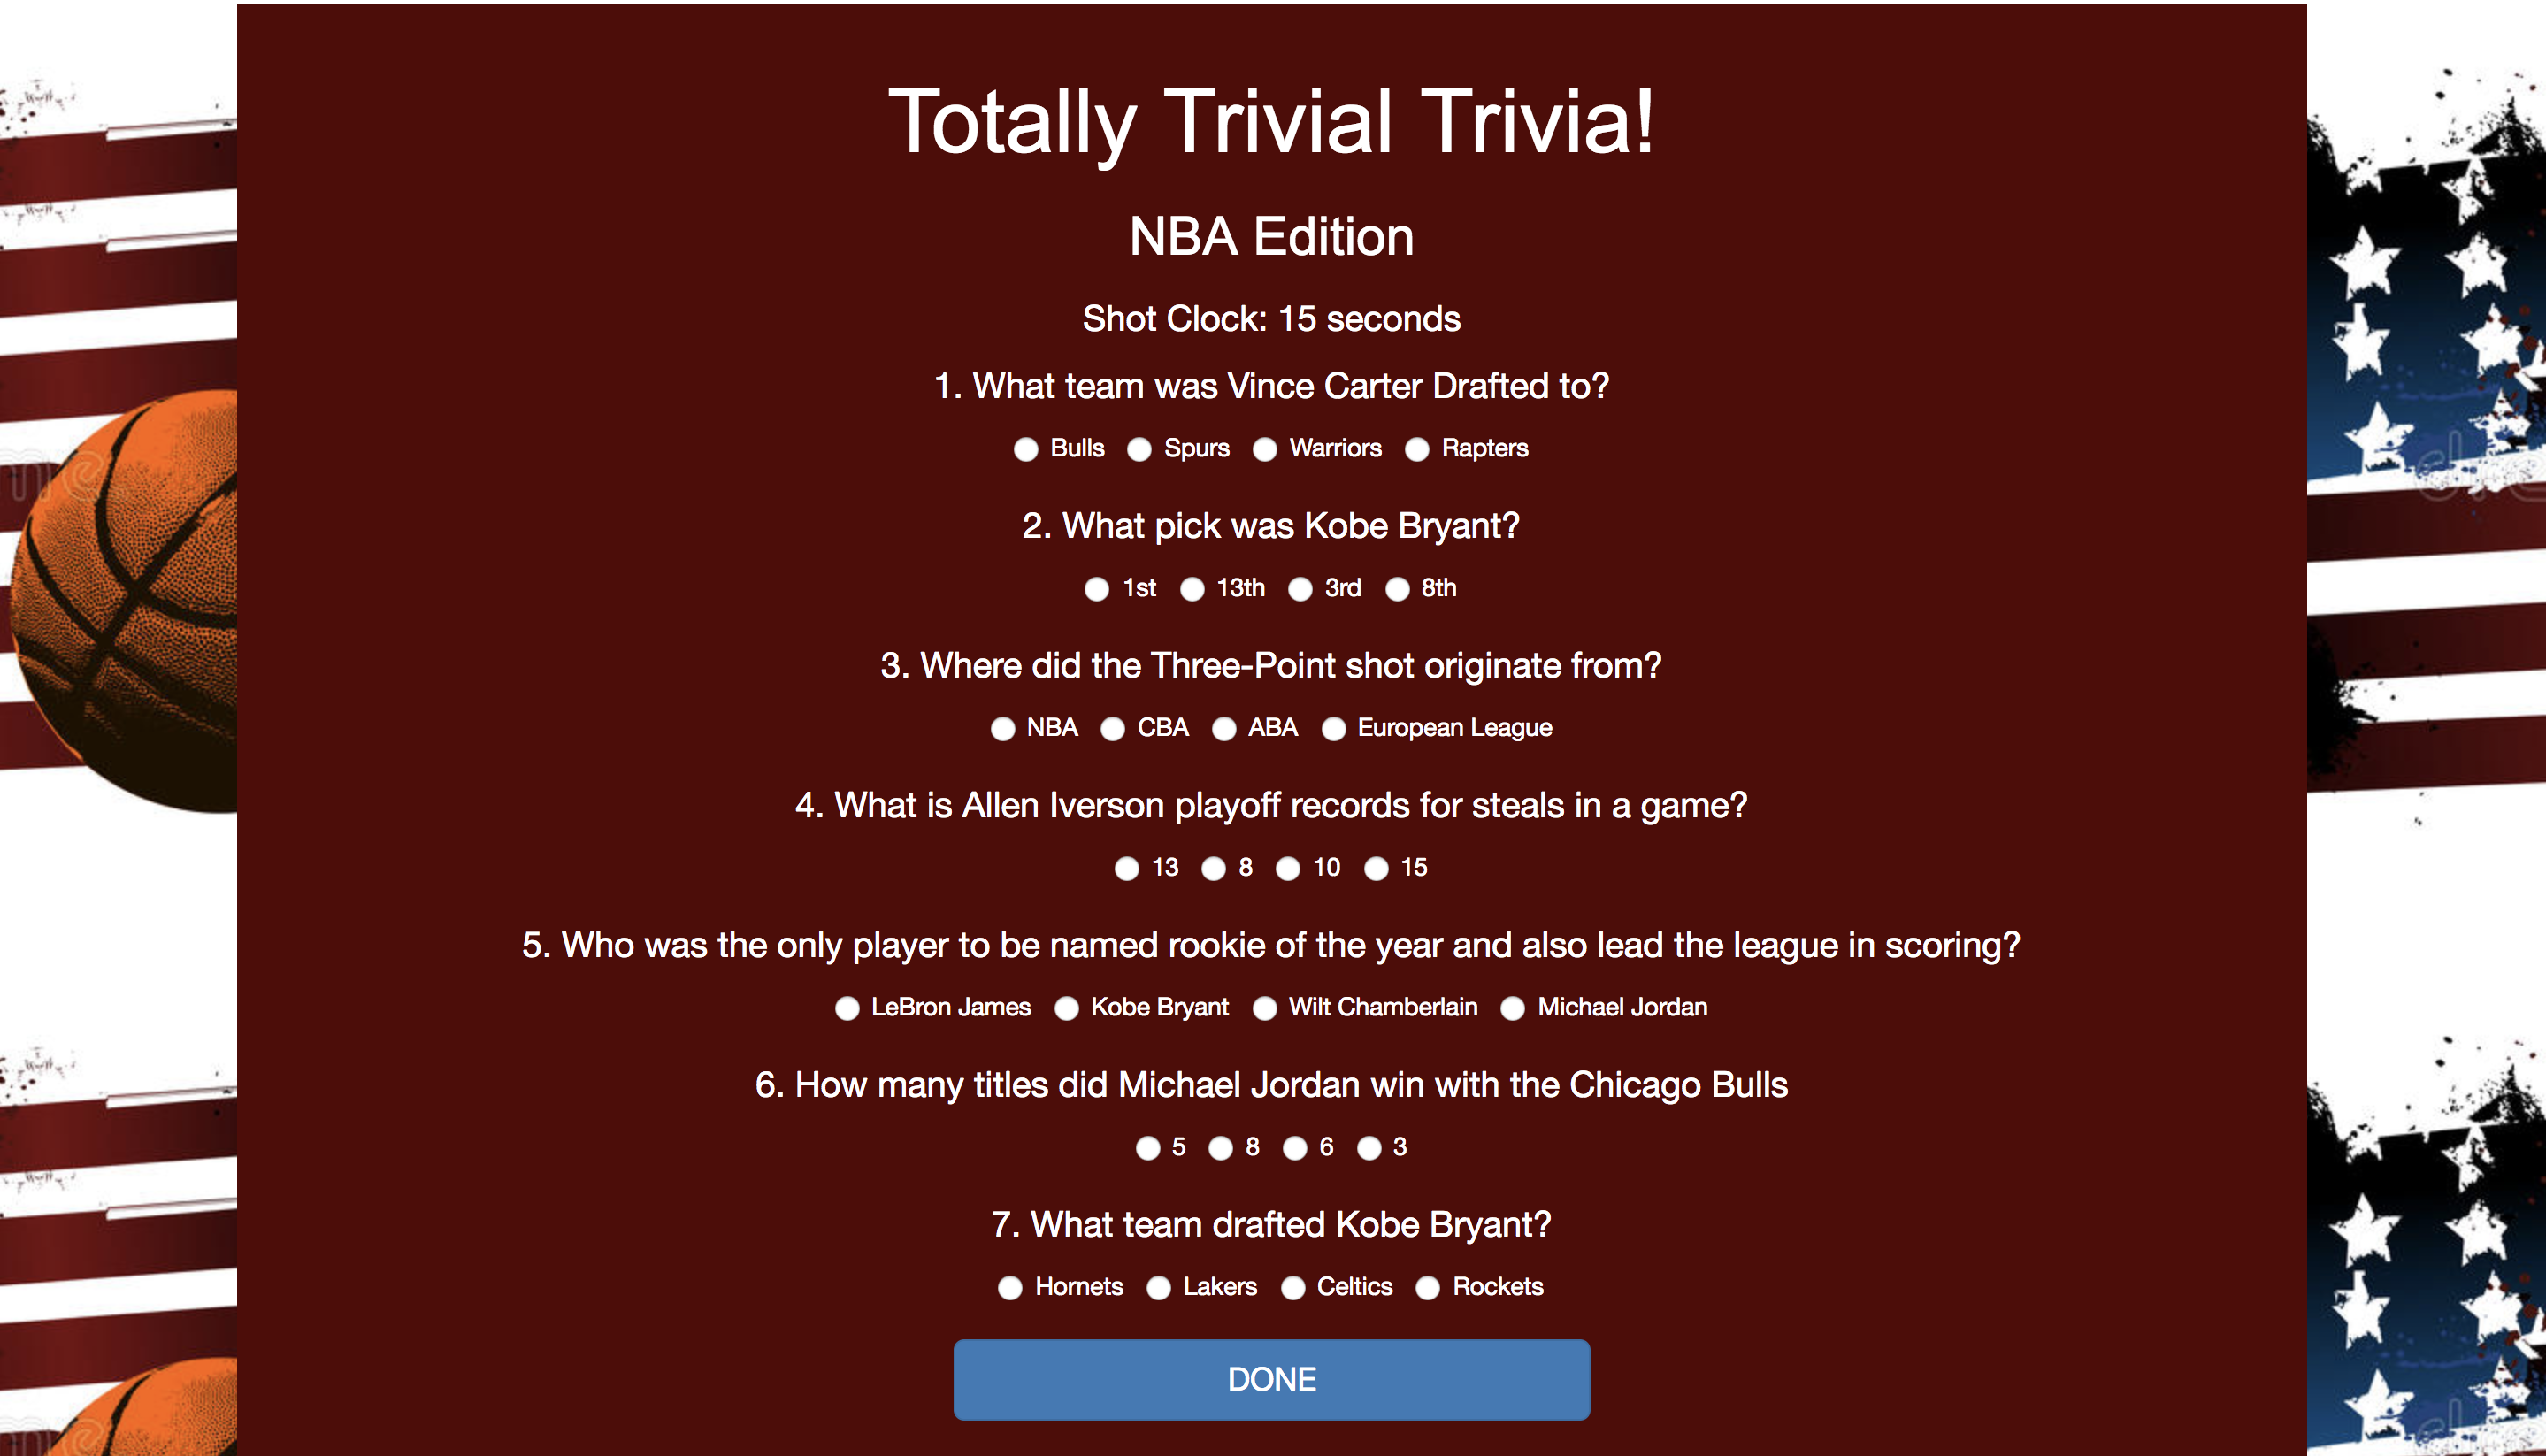 Totally Trivial Trivia!
NBA Edition
Shot Clock: 15 seconds
1. What team was Vince Carter Drafted to?
Bulls Spurs Warriors Rapters
2. What pick was Kobe Bryant?
1st 13th 3rd 8th
3. Where did the Three-Point shot originate from?
NBA CBA ABA European League
4. What is Allen Iverson playoff records for steals in a game?
13 8 10 15
5. Who was the only player to be named rookie of the year and also lead the league in scoring?
LeBron James Kobe Bryant Wilt Chamberlain Michael Jordan
6. How many titles did Michael Jordan win with the Chicago Bulls
5 8 6 3
7. What team drafted Kobe Bryant?
Hornets Lakers Celtics Rockets
DONE